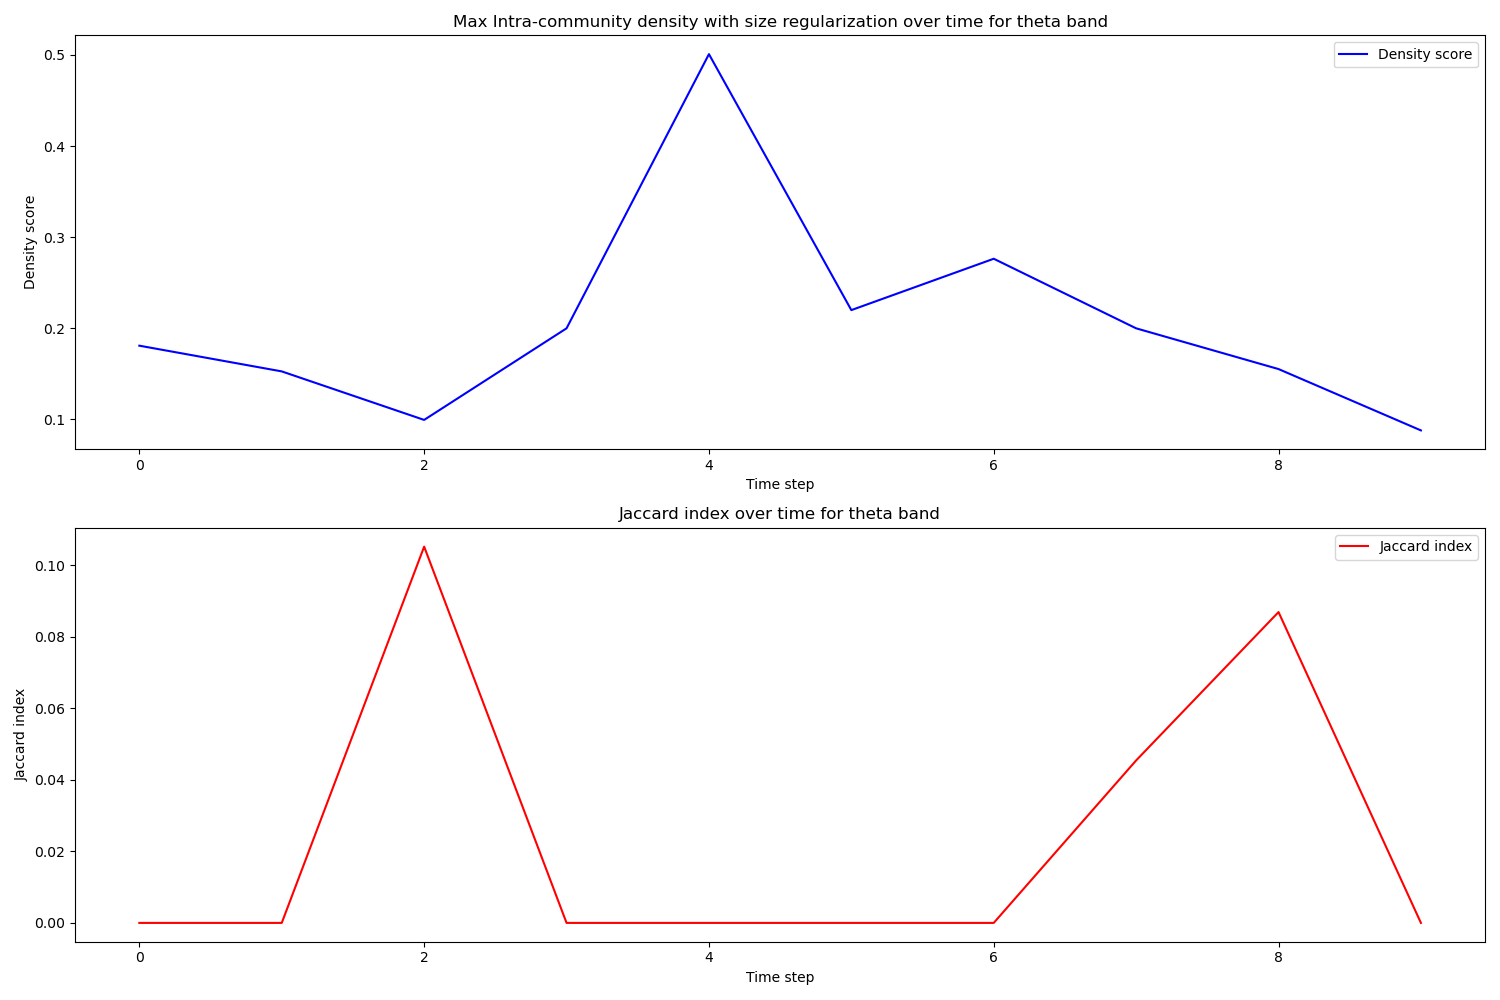 Max Intra-community density with size regularization over time for theta band
Density score
0.5
0.4
0.3
0.2
0.1
Density score
0 2 4 6 8
Time step
Jaccard index over time for theta band
Jaccard index
0.10
0.08
0.06
0.04
0.02
0.00
Jaccard index
0 2 4 6 8
Time step